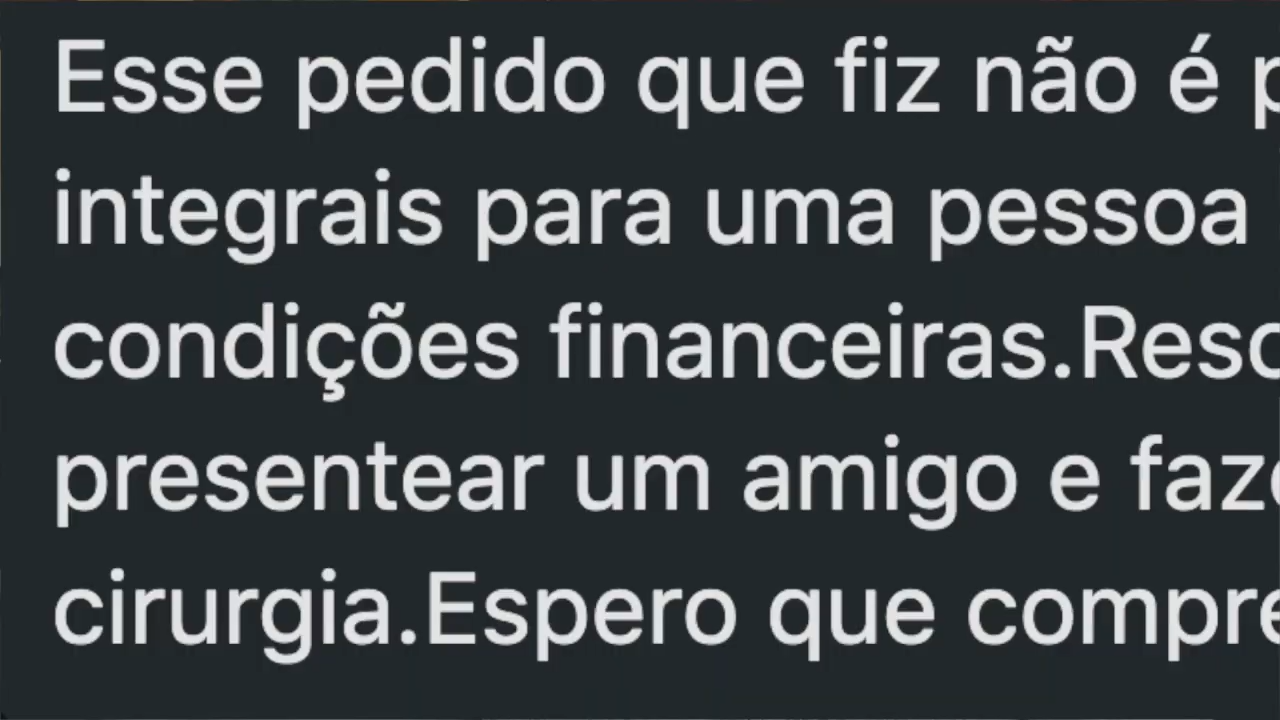 Esse pedido que fiz não é
integrais para uma pessoa
condições financeiras.
presentear um amigo e
cirurgia.Espero que